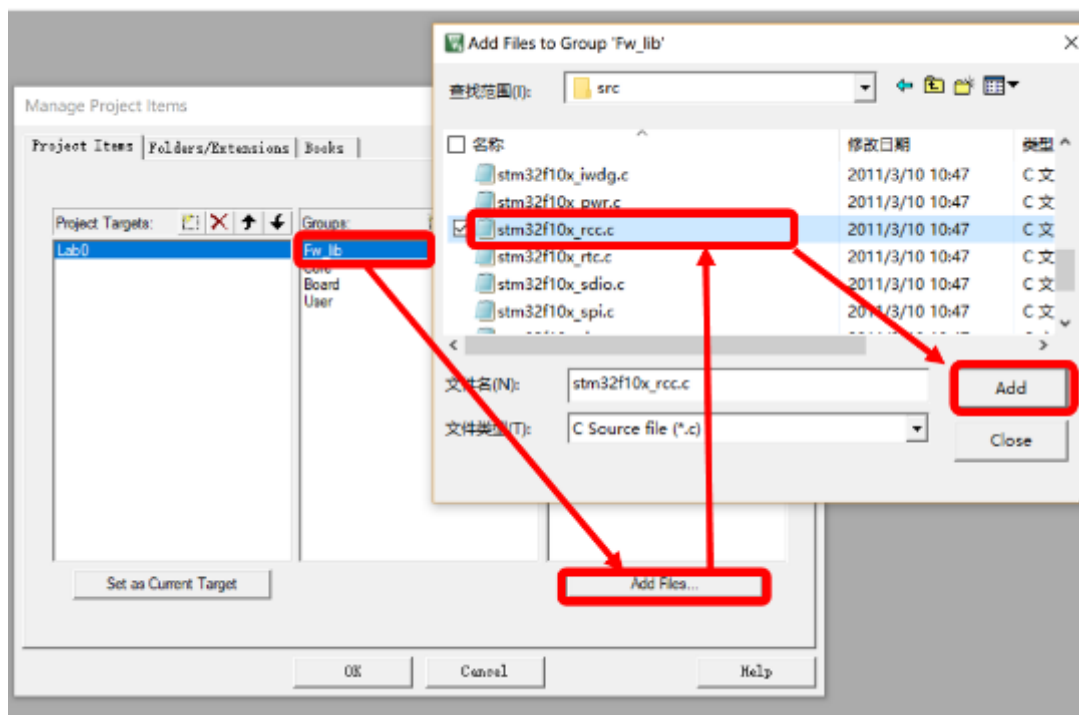 Add Files to Group 'Fw_lib'
查找范围(I):
src
名称
修改日期
类型
stm32f10x_iwdg.c
2011/3/10 10:47
C 文
stm32f10x_pwr.c
2011/3/10 10:47
C 文
stm32f10x_rcc.c
2011/3/10 10:47
C 文
stm32f10x_rtc.c
2011/3/10 10:47
C 文
stm32f10x_sdio.c
2011/3/10 10:47
C 文
stm32f10x_spi.c
2011/3/10 10:47
C 文
文件名(N):
stm32f10x_rcc.c
Add
文件类型(T):
C Source file (*.c)
Close
Manage Project Items
Project Items
Folders/Extensions
Books
Project Targets:
Groups:
Lab0
Fw_lib
Core
Board
User
Set as Current Target
Add Files...
OK
Cancel
Help